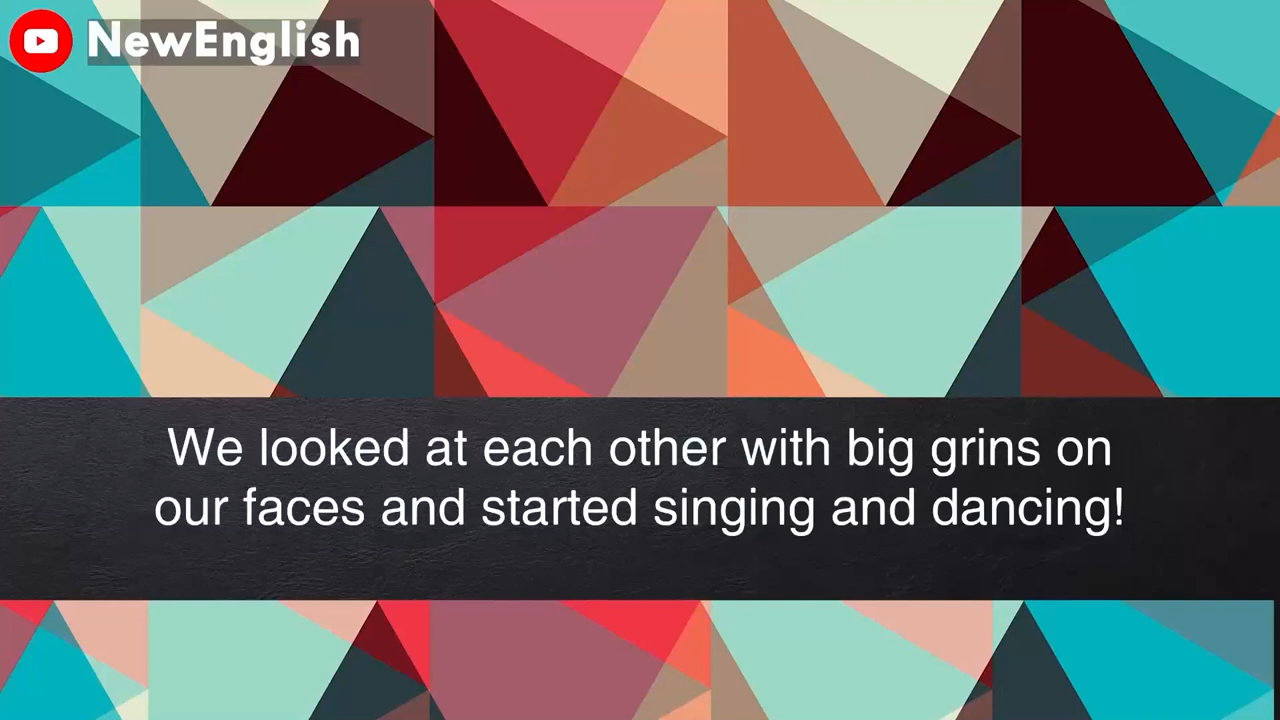 NewEnglish
We looked at each other with big grins on
our faces and started singing and dancing!